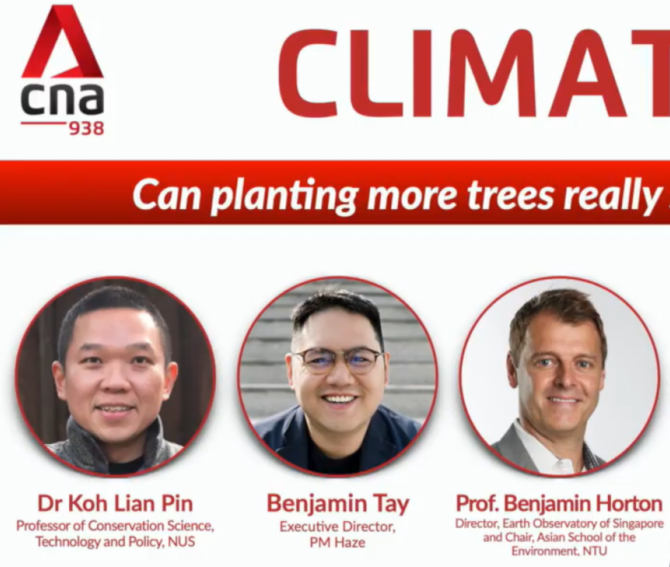 cna
938
CLIMAT
Can planting more trees really
Dr Koh Lian Pin
Professor of Conservation Science,
Technology and Policy, NUS
Benjamin Tay
Executive Director,
PM Haze
Prof. Benjamin Horton
Director, Earth Observatory of Singapore
and Chair, Asian School of the
Environment, NTU